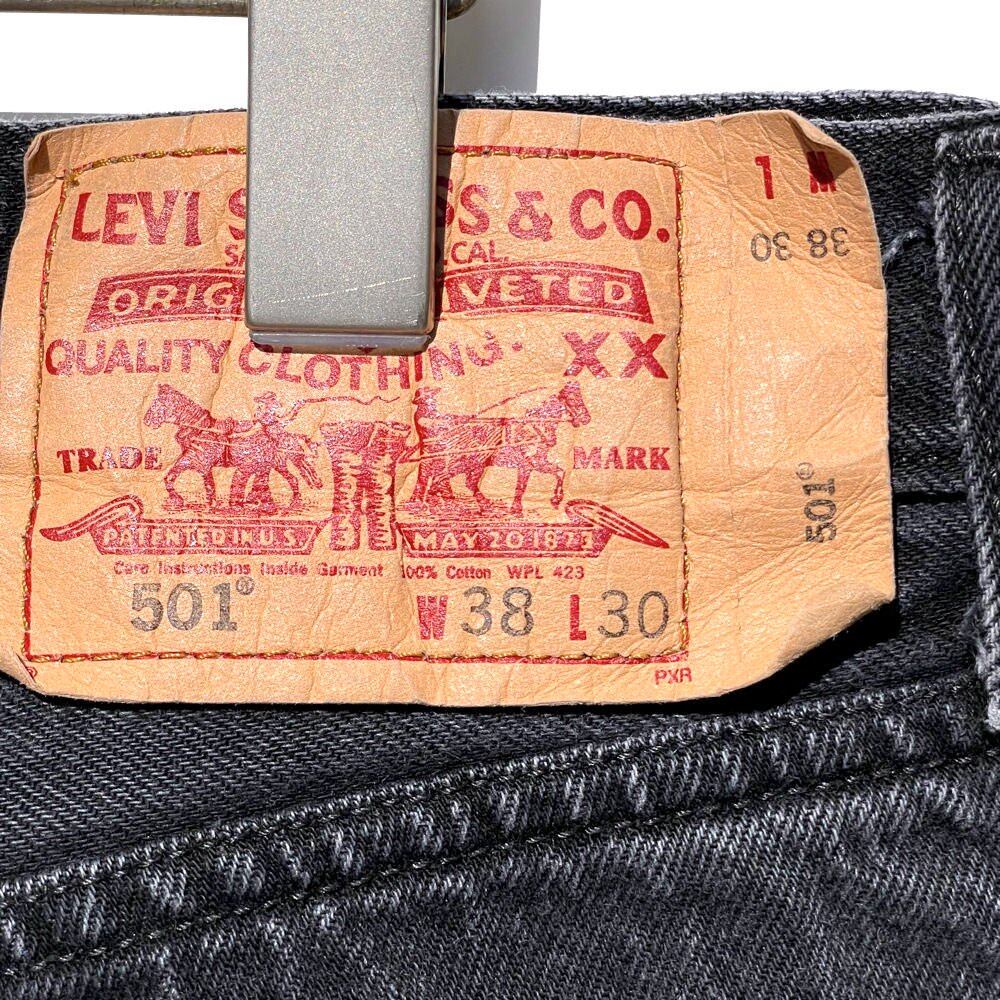 LEVI S SS & CO.
SA CAL.
ORIG VETED
QUALITY CLOTHING. XX
TRADE MARK
PATENTED IN U.S. MAY 20 1873
Care Instructions Inside Garment 100% Cotton WPL 423
501® W 38 L 30
PXR
1 M
38 30
501®